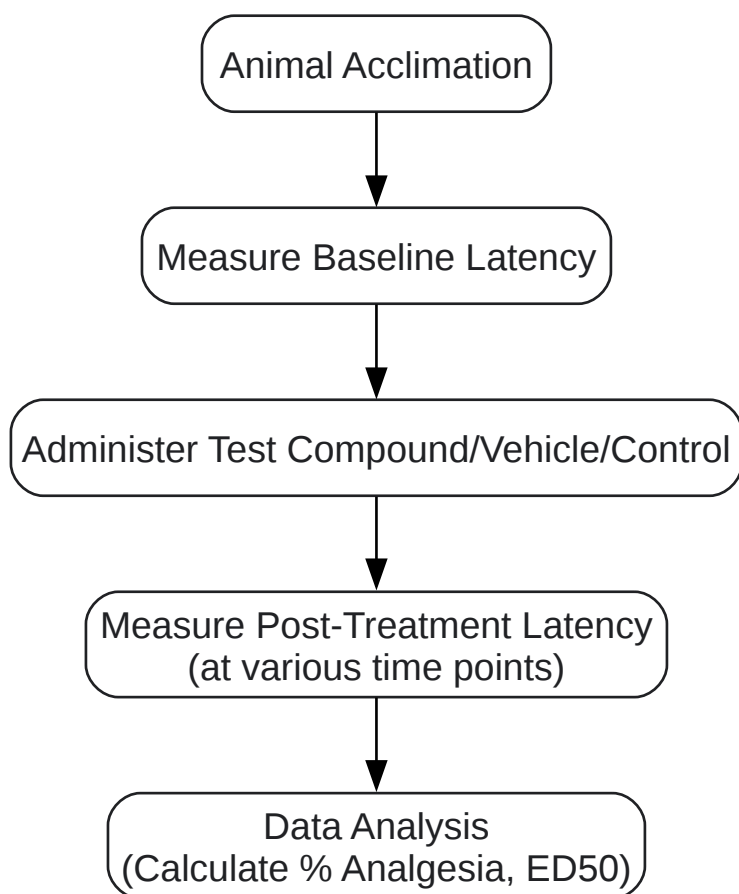 Animal Acclimation
Measure Baseline Latency
Administer Test Compound/Vehicle/Control
Measure Post-Treatment Latency
(at various time points)
Data Analysis
(Calculate % Analgesia, ED50)